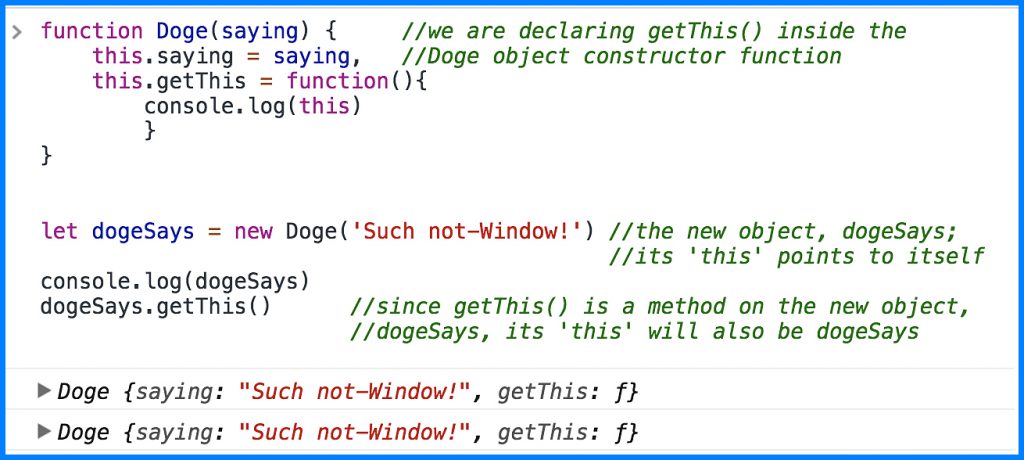 function Doge(saying) {     //we are declaring getThis() inside the
    this.saying = saying,   //Doge object constructor function
    this.getThis = function(){
        console.log(this)
        }
}
let dogeSays = new Doge('Such not-Window!') //the new object, dogeSays;
                                            //its 'this' points to itself
console.log(dogeSays)
dogeSays.getThis()      //since getThis() is a method on the new object,
                        //dogeSays, its 'this' will also be dogeSays
Doge {saying: "Such not-Window!", getThis: ƒ}
Doge {saying: "Such not-Window!", getThis: ƒ}